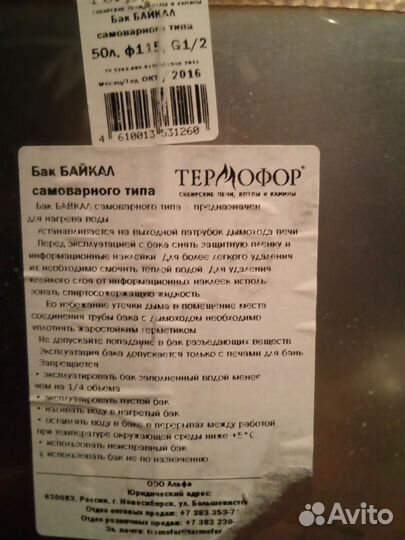 СИБИРСКИЕ ПЕЧИ, КОТЛЫ И КАМИНЫ
Бак БАЙКАЛ
самоварного типа
50л, ф115, G1/2
Месяц/Год ОКТ, 2016
4 610013 531260
Бак БАЙКАЛ
самоварного типа
ТЕРМОФОР®
СИБИРСКИЕ ПЕЧИ, КОТЛЫ И КАМИНЫ
Бак БАЙКАЛ самоварного типа - предназначен
для нагрева воды
Устанавливается на выходной патрубок дымохода печи
Перед эксплуатацией с бака снять защитную пленку и
информационные наклейки. Для более легкого удаления
их необходимо смочить теплой водой. Для удаления
клейкого слоя от информационных наклеек исполь-
зовать спиртосодержащую жидкость
Во избежание утечки дыма в помещение места
соединения трубы бака с дымоходом необходимо
уплотнять жаростойким герметиком
Не допускайте попадание в бак разъедающих веществ
Эксплуатация бака допускается только с печами для бань
Запрещается
• эксплуатировать бак заполненный водой менее
чем на 1/4 объема
• эксплуатировать пустой бак
• наливать воду в нагретый бак
• оставлять воду в баке в перерывах между работой
при температуре окружающей среды ниже +5°С
• использовать неисправный бак
• использовать бак не по назначению
ООО Альфа
Юридический адрес:
630083, Россия, г. Новосибирск, ул. Большевистск
Отдел оптовых продаж: +7 383 353-7
Отдел розничных продаж: +7 383 230-
Эл. почта: termofor@termofor
Avito